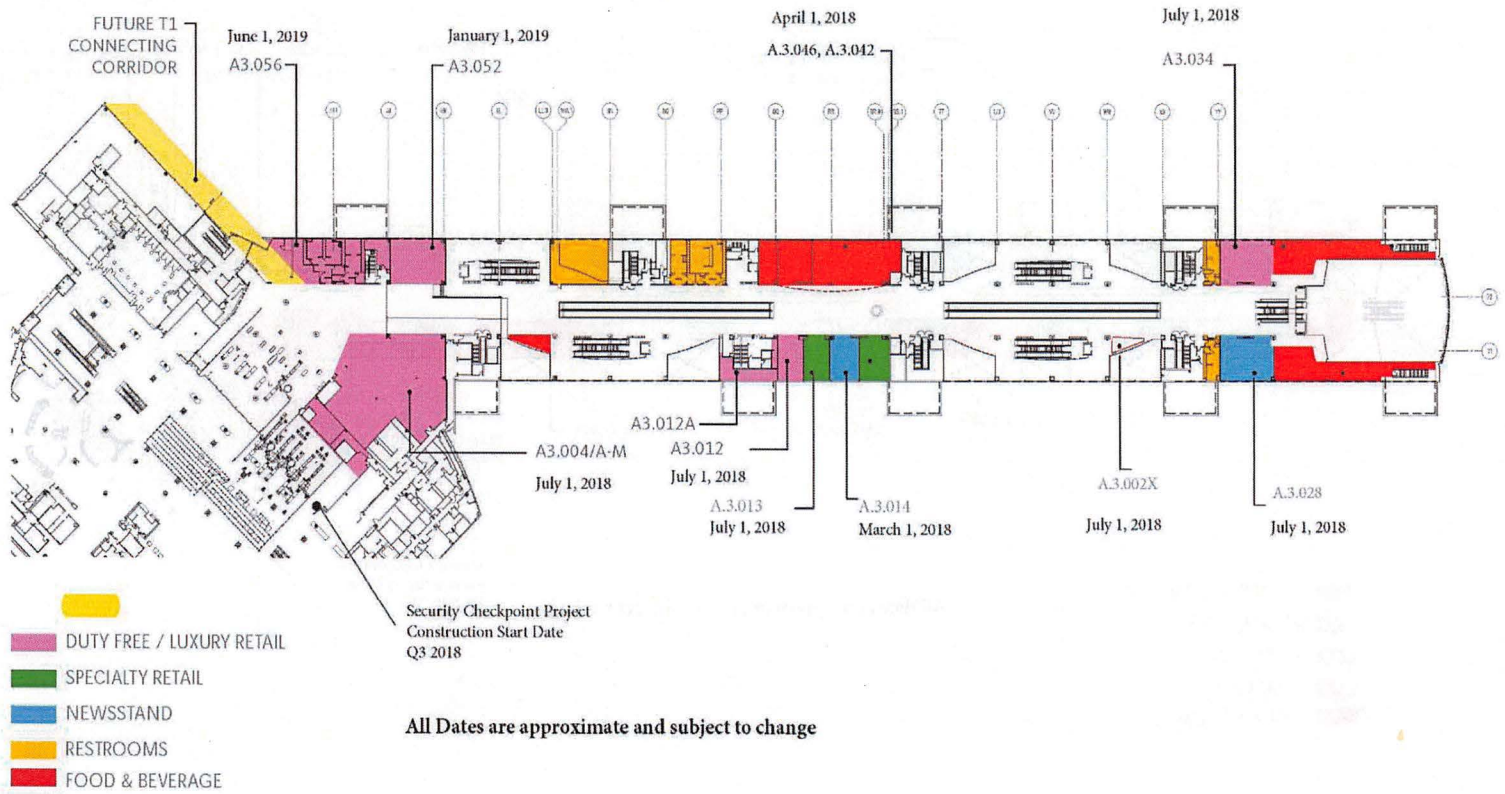 FUTURE T1
CONNECTING
CORRIDOR
June 1, 2019
A3.056
January 1, 2019
A3.052
April 1, 2018
A.3.046, A.3.042
July 1, 2018
A3.034
A3.004/A-M
July 1, 2018
A3.012A
A3.012
July 1, 2018
A.3.013
July 1, 2018
A3.014
March 1, 2018
A.3.002X
July 1, 2018
A.3.028
July 1, 2018
Security Checkpoint Project
Construction Start Date
Q3 2018
DUTY FREE / LUXURY RETAIL
SPECIALTY RETAIL
NEWSSTAND
RESTROOMS
FOOD & BEVERAGE
All Dates are approximate and subject to change